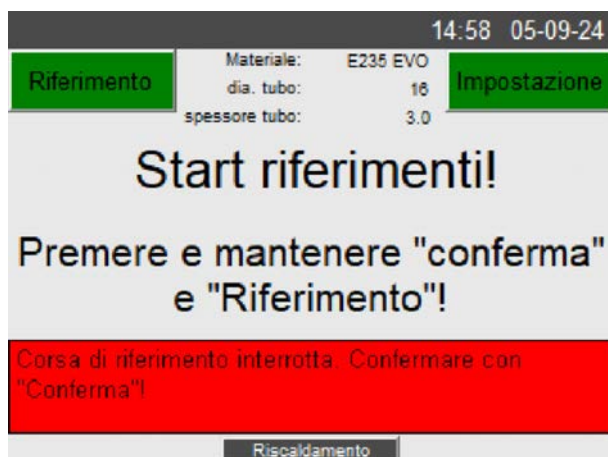 14:58 05-09-24
Riferimento
Materiale: E235 EVO
dia. tubo: 16
spessore tubo: 3.0
Impostazione
Start riferimenti!
Premere e mantenere "conferma"
e "Riferimento"!
Corsa di riferimento interrotta. Confermare con
"Conferma"!
Riscaldamento